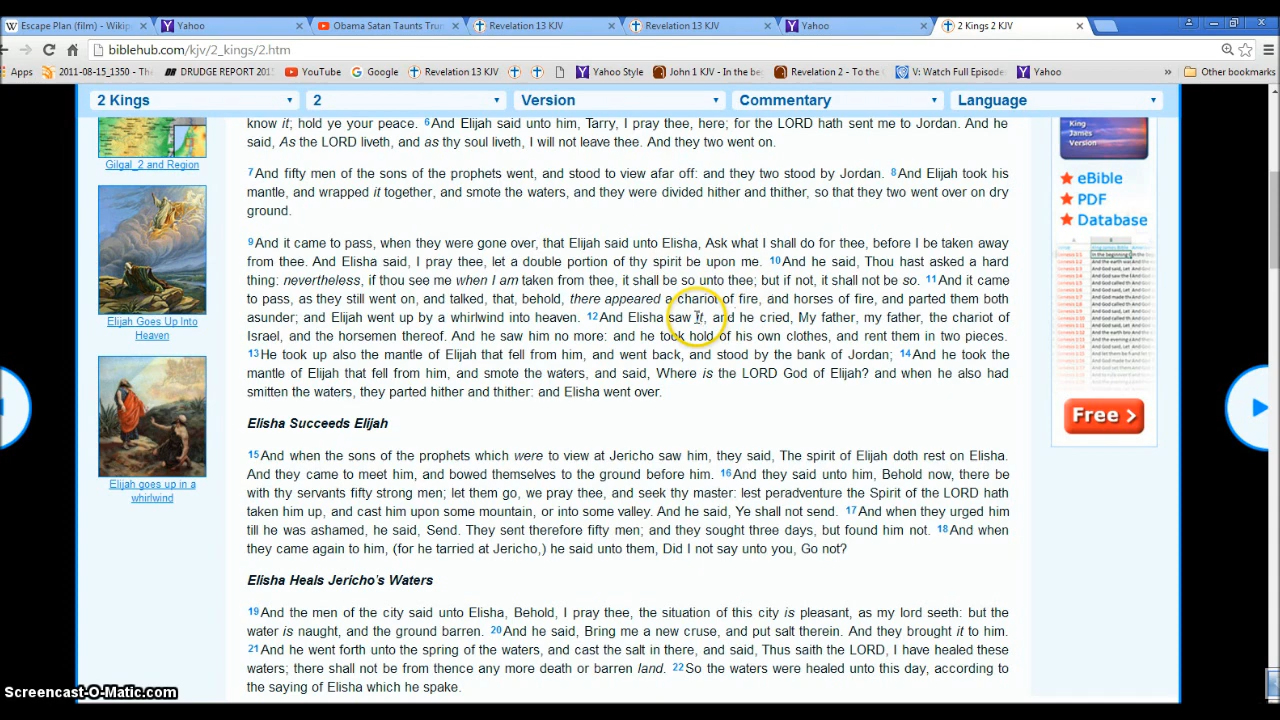 Escape Plan (film) - Wikip
Yahoo
Obama Satan Taunts Trun
Revelation 13 KJV
Revelation 13 KJV
Yahoo
2 Kings 2 KJV
biblehub.com/kjv/2_kings/2.htm
Apps
2011-08-15_1350 - Th
DRUDGE REPORT 201
YouTube
Google
Revelation 13 KJV
Yahoo Style
John 1 KJV - In the be
Revelation 2 - To the
V: Watch Full Episode
Yahoo
Other bookmarks
2 Kings
2
Version
Commentary
Language
know it; hold ye your peace. 6And Elijah said unto him, Tarry, I pray thee, here; for the LORD hath sent me to Jordan. And he
said, As the LORD liveth, and as thy soul liveth, I will not leave thee. And they two went on.
7And fifty men of the sons of the prophets went, and stood to view afar off: and they two stood by Jordan. 8And Elijah took his
mantle, and wrapped it together, and smote the waters, and they were divided hither and thither, so that they two went over on dry
ground.
9And it came to pass, when they were gone over, that Elijah said unto Elisha, Ask what I shall do for thee, before I be taken away
from thee. And Elisha said, I pray thee, let a double portion of thy spirit be upon me. 10And he said, Thou hast asked a hard
thing: nevertheless, if thou see me when I am taken from thee, it shall be so unto thee; but if not, it shall not be so. 11And it came
to pass, as they still went on, and talked, that, behold, there appeared a chariot of fire, and horses of fire, and parted them both
asunder; and Elijah went up by a whirlwind into heaven. 12And Elisha saw it, and he cried, My father, my father, the chariot of
Israel, and the horsemen thereof. And he saw him no more: and he took hold of his own clothes, and rent them in two pieces.
13He took up also the mantle of Elijah that fell from him, and went back, and stood by the bank of Jordan; 14And he took the
mantle of Elijah that fell from him, and smote the waters, and said, Where is the LORD God of Elijah? and when he also had
smitten the waters, they parted hither and thither: and Elisha went over.
Elisha Succeeds Elijah
15And when the sons of the prophets which were to view at Jericho saw him, they said, The spirit of Elijah doth rest on Elisha.
And they came to meet him, and bowed themselves to the ground before him. 16And they said unto him, Behold now, there be
with thy servants fifty strong men; let them go, we pray thee, and seek thy master: lest peradventure the Spirit of the LORD hath
taken him up, and cast him upon some mountain, or into some valley. And he said, Ye shall not send. 17And when they urged him
till he was ashamed, he said, Send. They sent therefore fifty men; and they sought three days, but found him not. 18And when
they came again to him, (for he tarried at Jericho,) he said unto them, Did I not say unto you, Go not?
Elisha Heals Jericho's Waters
19And the men of the city said unto Elisha, Behold, I pray thee, the situation of this city is pleasant, as my lord seeth: but the
water is naught, and the ground barren. 20And he said, Bring me a new cruse, and put salt therein. And they brought it to him.
21And he went forth unto the spring of the waters, and cast the salt in there, and said, Thus saith the LORD, I have healed these
waters; there shall not be from thence any more death or barren land. 22So the waters were healed unto this day, according to
the saying of Elisha which he spake.
Gilgal_2 and Region
Elijah Goes Up Into
Heaven
Elijah goes up in a
whirlwind
King
James
Version
eBible
PDF
Database
Free >
Screencast-O-Matic.com